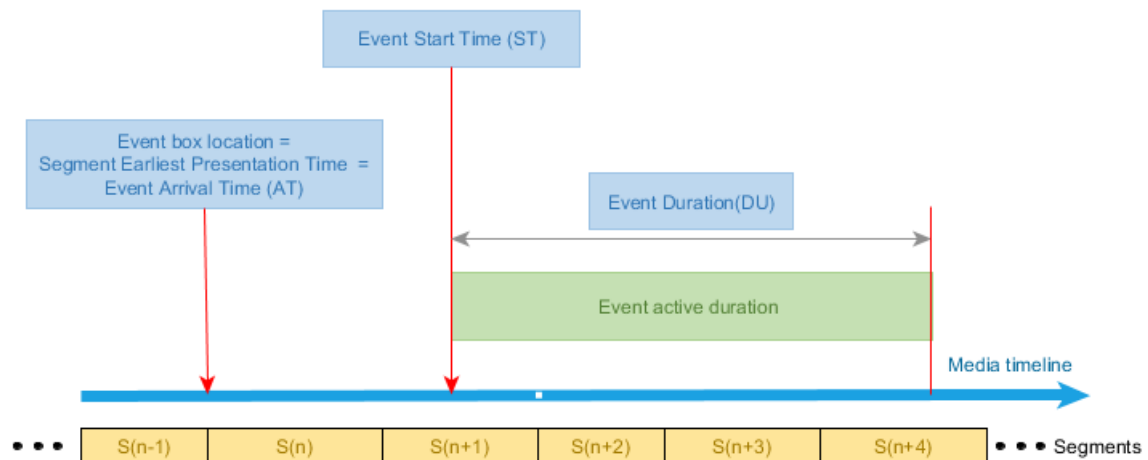 Event Start Time (ST)
Event box location =
Segment Earliest Presentation Time =
Event Arrival Time (AT)
Event Duration(DU)
Event active duration
Media timeline
S(n-1) S(n) S(n+1) S(n+2) S(n+3) S(n+4) Segments